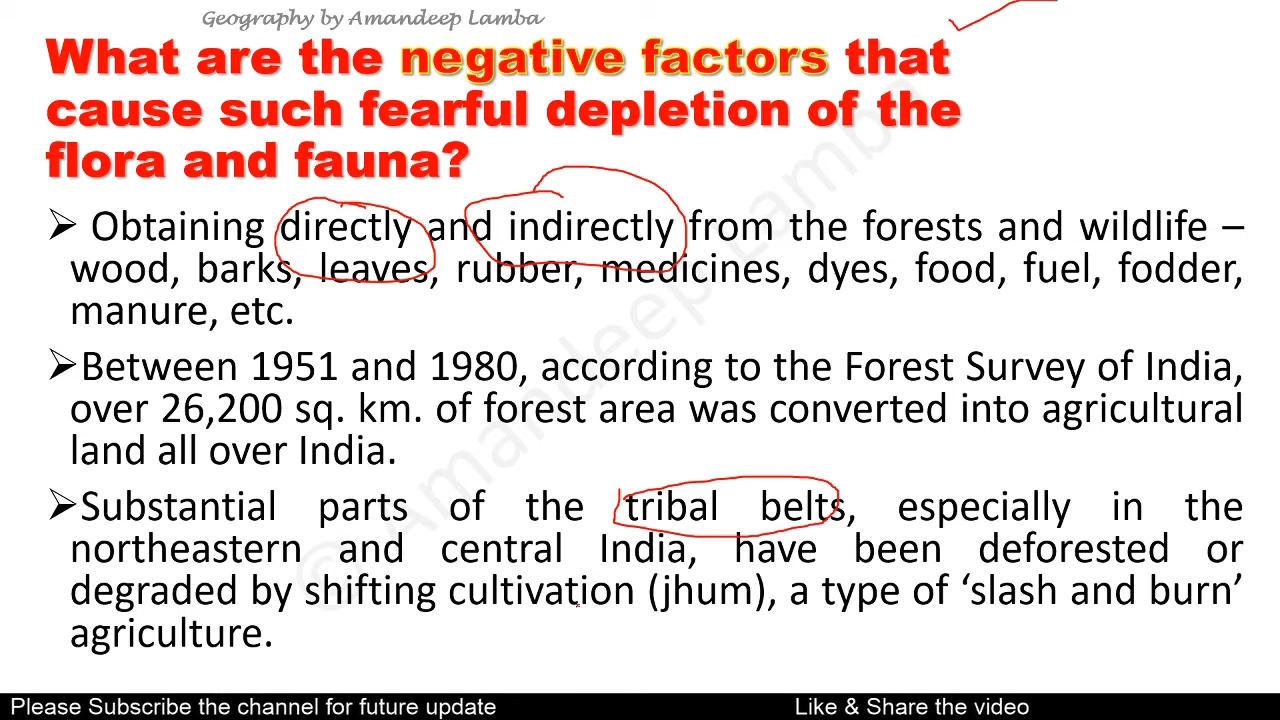 Geography by Amandeep Lamba
What are the negative factors that
cause such fearful depletion of the
flora and fauna?
➢ Obtaining directly and indirectly from the forests and wildlife –
wood, barks, leaves, rubber, medicines, dyes, food, fuel, fodder,
manure, etc.
➢Between 1951 and 1980, according to the Forest Survey of India,
over 26,200 sq. km. of forest area was converted into agricultural
land all over India.
➢Substantial parts of the tribal belts, especially in the
northeastern and central India, have been deforested or
degraded by shifting cultivation (jhum), a type of ‘slash and burn’
agriculture.
© Amandeep Lamba
Please Subscribe the channel for future update
Like & Share the video